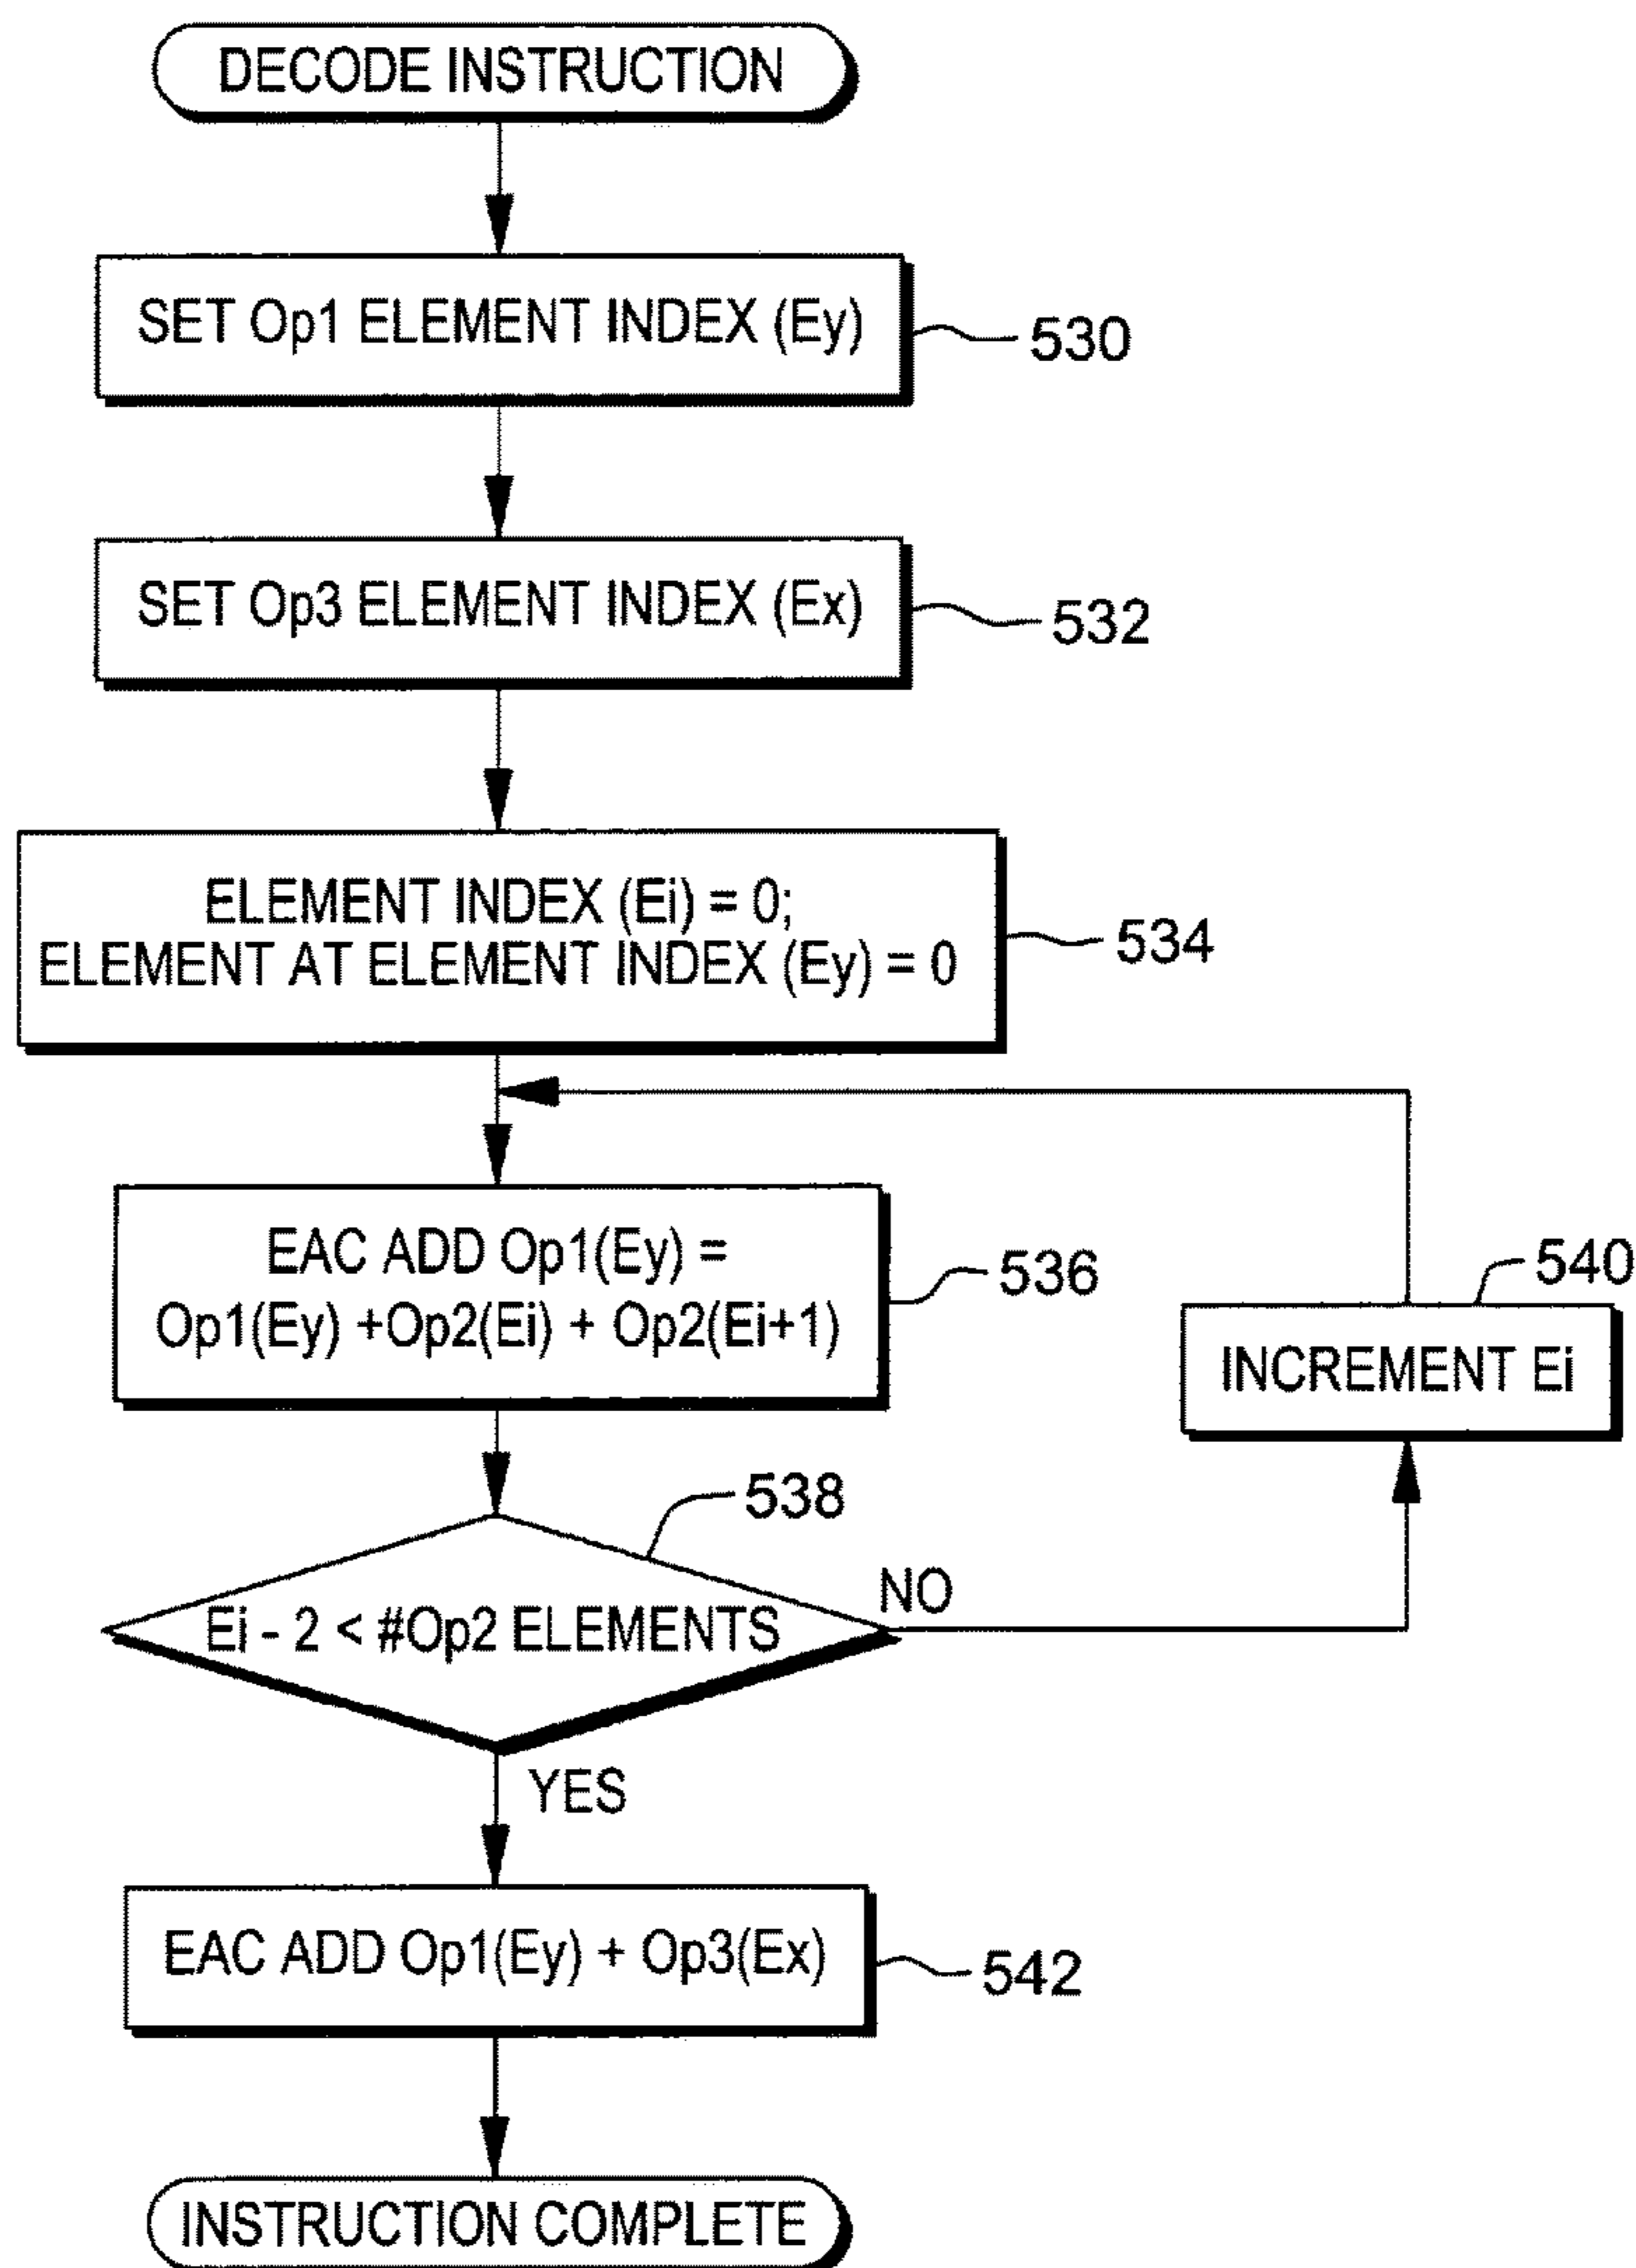 DECODE INSTRUCTION
SET Op1 ELEMENT INDEX (Ey)
530
SET Op3 ELEMENT INDEX (Ex)
532
ELEMENT INDEX (Ei) = 0;
ELEMENT AT ELEMENT INDEX (Ey) = 0
534
EAC ADD Op1(Ey) =
Op1(Ey) +Op2(Ei) + Op2(Ei+1)
536
540
INCREMENT Ei
538
Ei - 2 < #Op2 ELEMENTS
NO
YES
EAC ADD Op1(Ey) + Op3(Ex)
542
INSTRUCTION COMPLETE